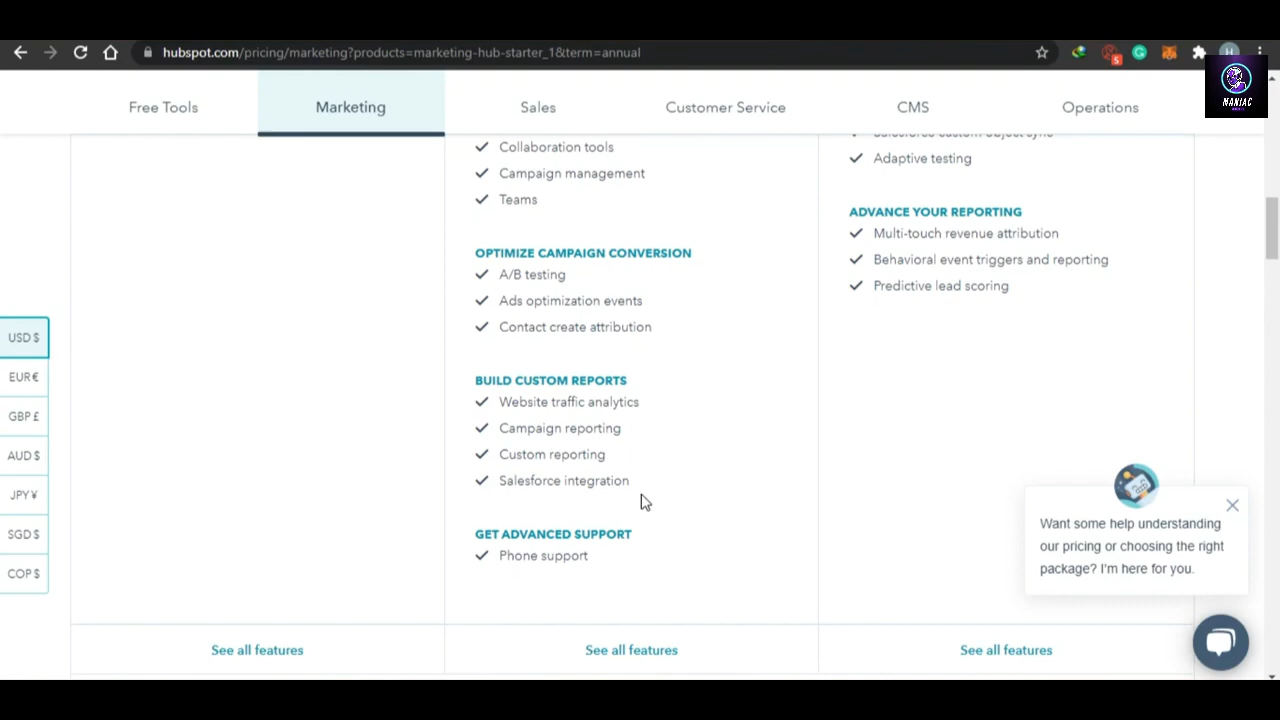 hubspot.com/pricing/marketing?products=marketing-hub-starter_1&term=annual
5
H
MANIAC
Free Tools
Marketing
Sales
Customer Service
CMS
Operations
Collaboration tools
Campaign management
Teams
OPTIMIZE CAMPAIGN CONVERSION
A/B testing
Ads optimization events
Contact create attribution
BUILD CUSTOM REPORTS
Website traffic analytics
Campaign reporting
Custom reporting
Salesforce integration
GET ADVANCED SUPPORT
Phone support
Salesforce custom object sync
Adaptive testing
ADVANCE YOUR REPORTING
Multi-touch revenue attribution
Behavioral event triggers and reporting
Predictive lead scoring
USD $
EUR €
GBP £
AUD $
JPY ¥
SGD $
COP $
Want some help understanding
our pricing or choosing the right
package? I'm here for you.
See all features
See all features
See all features